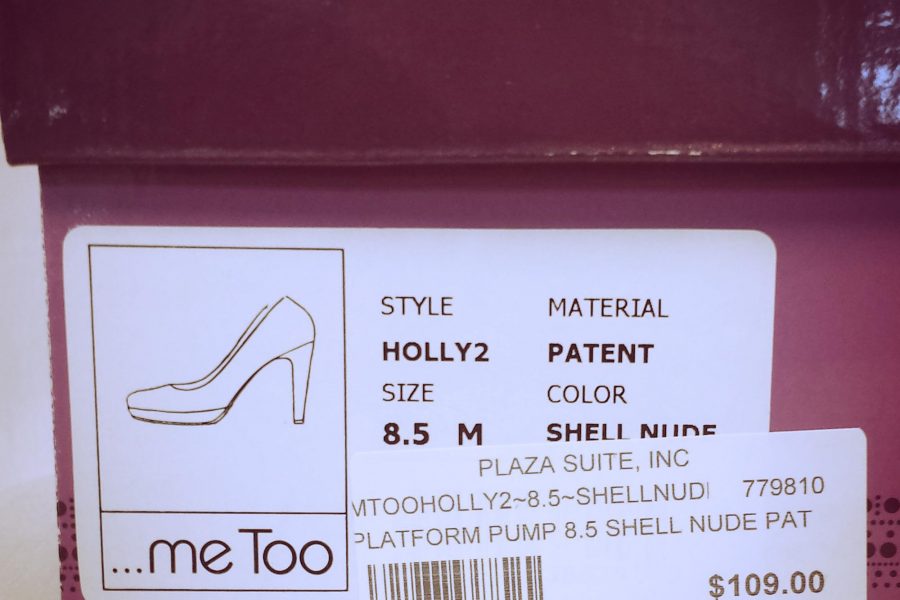 STYLE MATERIAL
HOLLY2 PATENT
SIZE COLOR
8.5 M SHELL NUDE
...me Too
PLAZA SUITE, INC
MTOOHOLLY2~8.5~SHELLNUD 779810
PLATFORM PUMP 8.5 SHELL NUDE PAT
$109.00